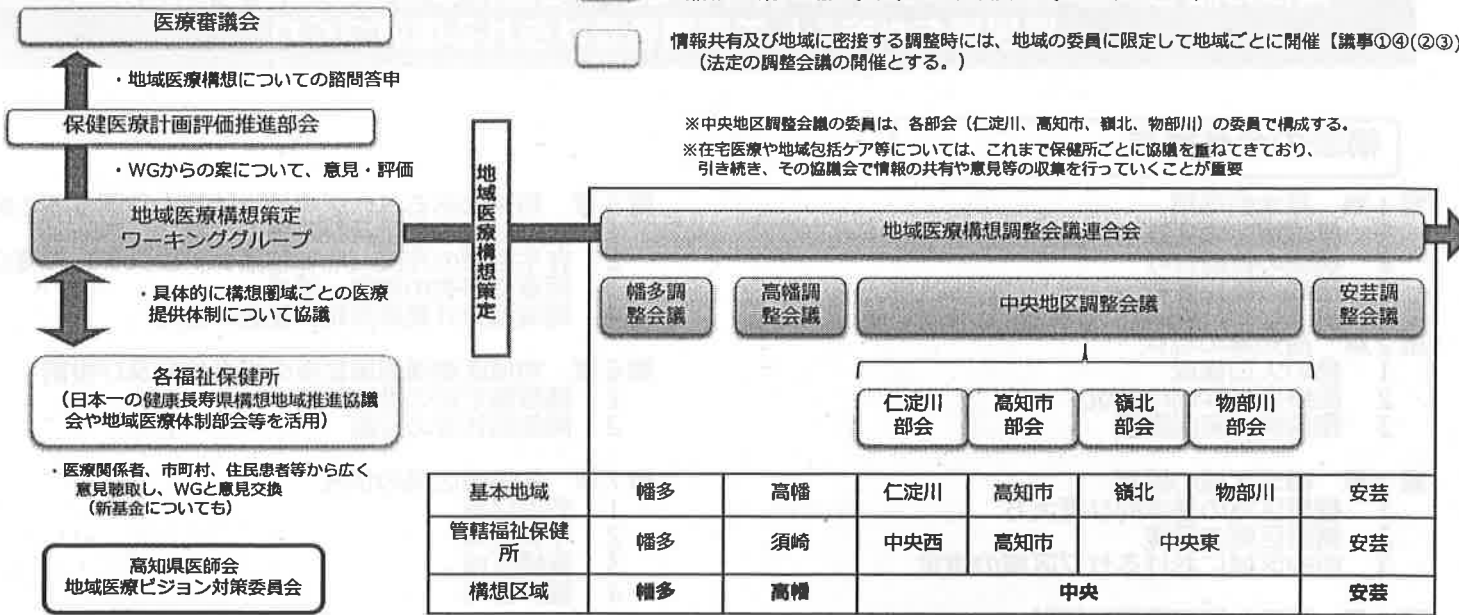 情報共有及び地域に密接する調整時には、地域の委員に限定して地域ごとに開催【議事①④(②③)
(法定の調整会議の開催とする。)
医療審議会
・地域医療構想についての諮問答申
保健医療計画評価推進部会
・WGからの案について、意見・評価
地域医療構想策定
ワーキンググループ
・具体的に構想圏域ごとの医療
提供体制について協議
各福祉保健所
(日本一の健康長寿県構想地域推進協議
会や地域医療体制部会等を活用)
・医療関係者、市町村、住民患者等から広く
意見聴取し、WGと意見交換
(新基金についても)
高知県医師会
地域医療ビジョン対策委員会
地域医療構想策定
※中央地区調整会議の委員は、各部会(仁淀川、高知市、嶺北、物部川)の委員で構成する。
※在宅医療や地域包括ケア等については、これまで保健所ごとに協議を重ねてきており、
引き続き、その協議会で情報の共有や意見等の収集を行っていくことが重要
地域医療構想調整会議連合会
幡多調
整会議
高幡調
整会議
中央地区調整会議
安芸調
整会議
仁淀川
部会
高知市
部会
嶺北
部会
物部川
部会
基本地域 幡多 高幡 仁淀川 高知市 嶺北 物部川 安芸
管轄福祉保健
所 幡多 須崎 中央西 高知市 中央東 安芸
構想区域 幡多 高幡 中央 安芸